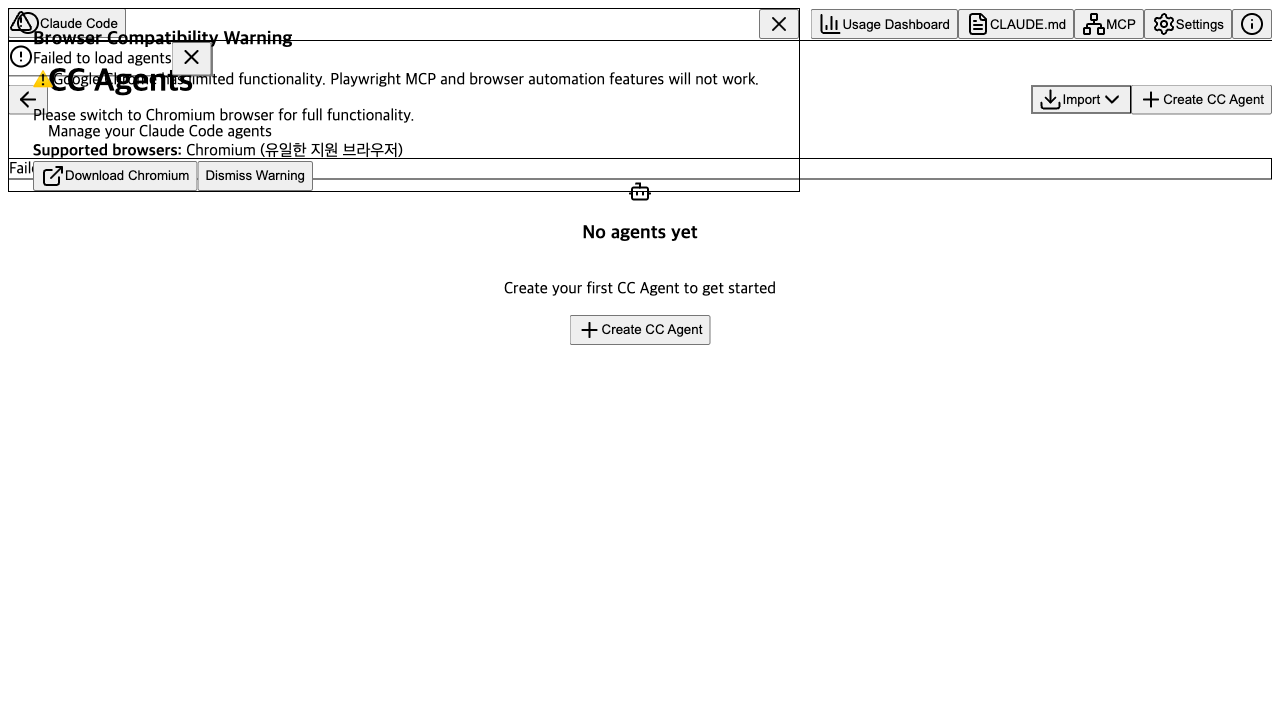 Claude Code
Usage Dashboard
CLAUDE.md
MCP
Settings
Browser Compatibility Warning
Failed to load agents
Google Chrome has limited functionality. Playwright MCP and browser automation features will not work.
CC Agents
Import
Create CC Agent
Please switch to Chromium browser for full functionality.
Manage your Claude Code agents
Supported browsers: Chromium (유일한 지원 브라우저)
Download Chromium
Dismiss Warning
No agents yet
Create your first CC Agent to get started
Create CC Agent